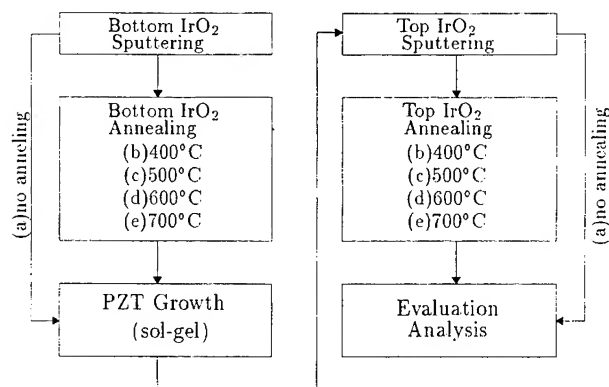 Bottom IrO₂
Sputtering
(a)no anneling
Bottom IrO₂
Annealing
(b)400°C
(c)500°C
(d)600°C
(e)700°C
PZT Growth
(sol-gel)
Top IrO₂
Sputtering
Top IrO₂
Annealing
(b)400°C
(c)500°C
(d)600°C
(e)700°C
(a)no annealing
Evaluation
Analysis